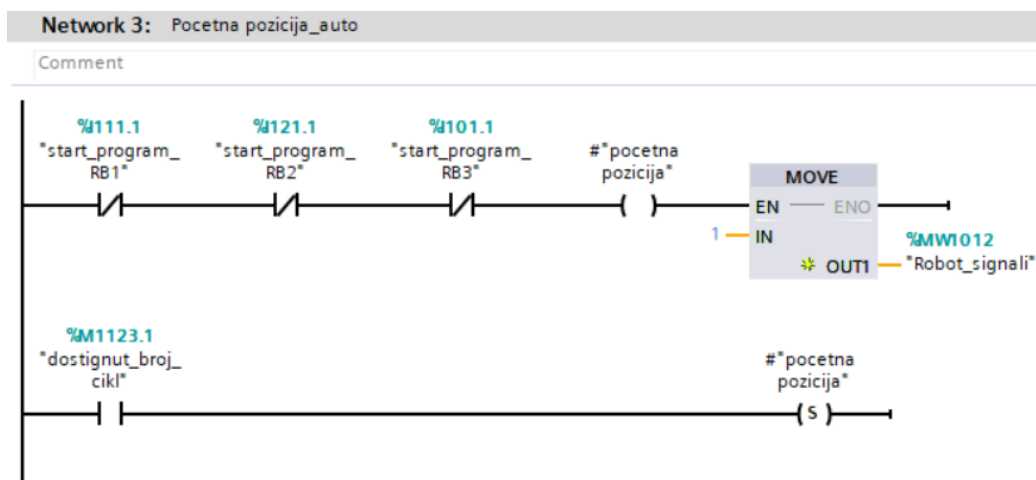 Network 3: Pocetna pozicija_auto
Comment
%I111.1
"start_program_
RB1"
%I121.1
"start_program_
RB2"
%I101.1
"start_program_
RB3"
#"pocetna
pozicija"
MOVE
EN
ENO
1
IN
OUT1
%MW1012
"Robot_signali"
%M1123.1
"dostignut_broj_
cikl"
#"pocetna
pozicija"
S